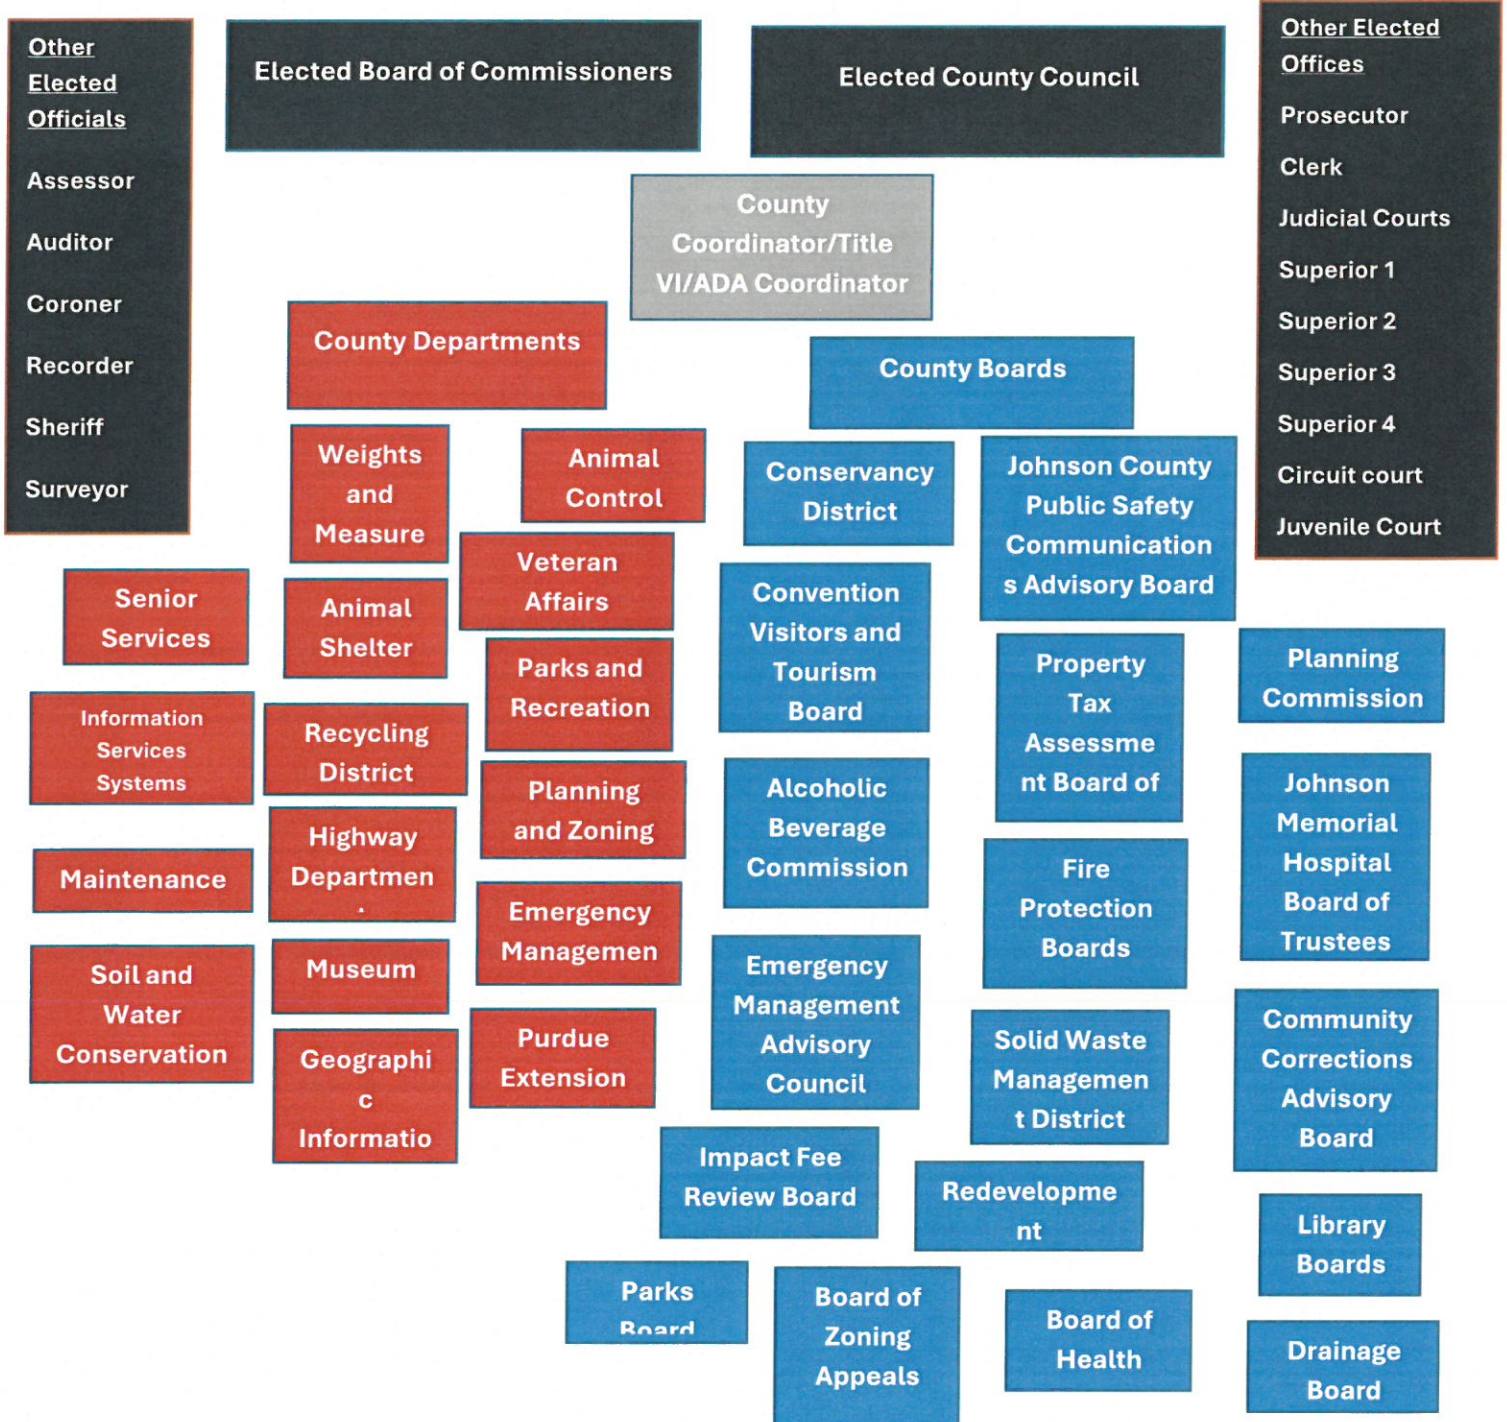 Other
Elected
Officials
Assessor
Auditor
Coroner
Recorder
Sheriff
Surveyor
Elected Board of Commissioners
Elected County Council
Other Elected
Offices
Prosecutor
Clerk
Judicial Courts
Superior 1
Superior 2
Superior 3
Superior 4
Circuit court
Juvenile Court
County
Coordinator/Title
VI/ADA Coordinator
County Departments
County Boards
Weights
and
Measure
Animal
Control
Veteran
Affairs
Senior
Services
Animal
Shelter
Parks and
Recreation
Information
Services
Systems
Recycling
District
Planning
and Zoning
Highway
Departmen
Maintenance
Emergency
Managemen
Soil and
Water
Conservation
Museum
Geographi
c
Informatio
Purdue
Extension
Conservancy
District
Johnson County
Public Safety
Communication
s Advisory Board
Convention
Visitors and
Tourism
Board
Property
Tax
Assessme
nt Board of
Planning
Commission
Alcoholic
Beverage
Commission
Johnson
Memorial
Hospital
Board of
Trustees
Fire
Protection
Boards
Emergency
Management
Advisory
Council
Solid Waste
Managemen
t District
Community
Corrections
Advisory
Board
Impact Fee
Review Board
Redevelopme
nt
Library
Boards
Parks
Board
Board of
Zoning
Appeals
Board of
Health
Drainage
Board